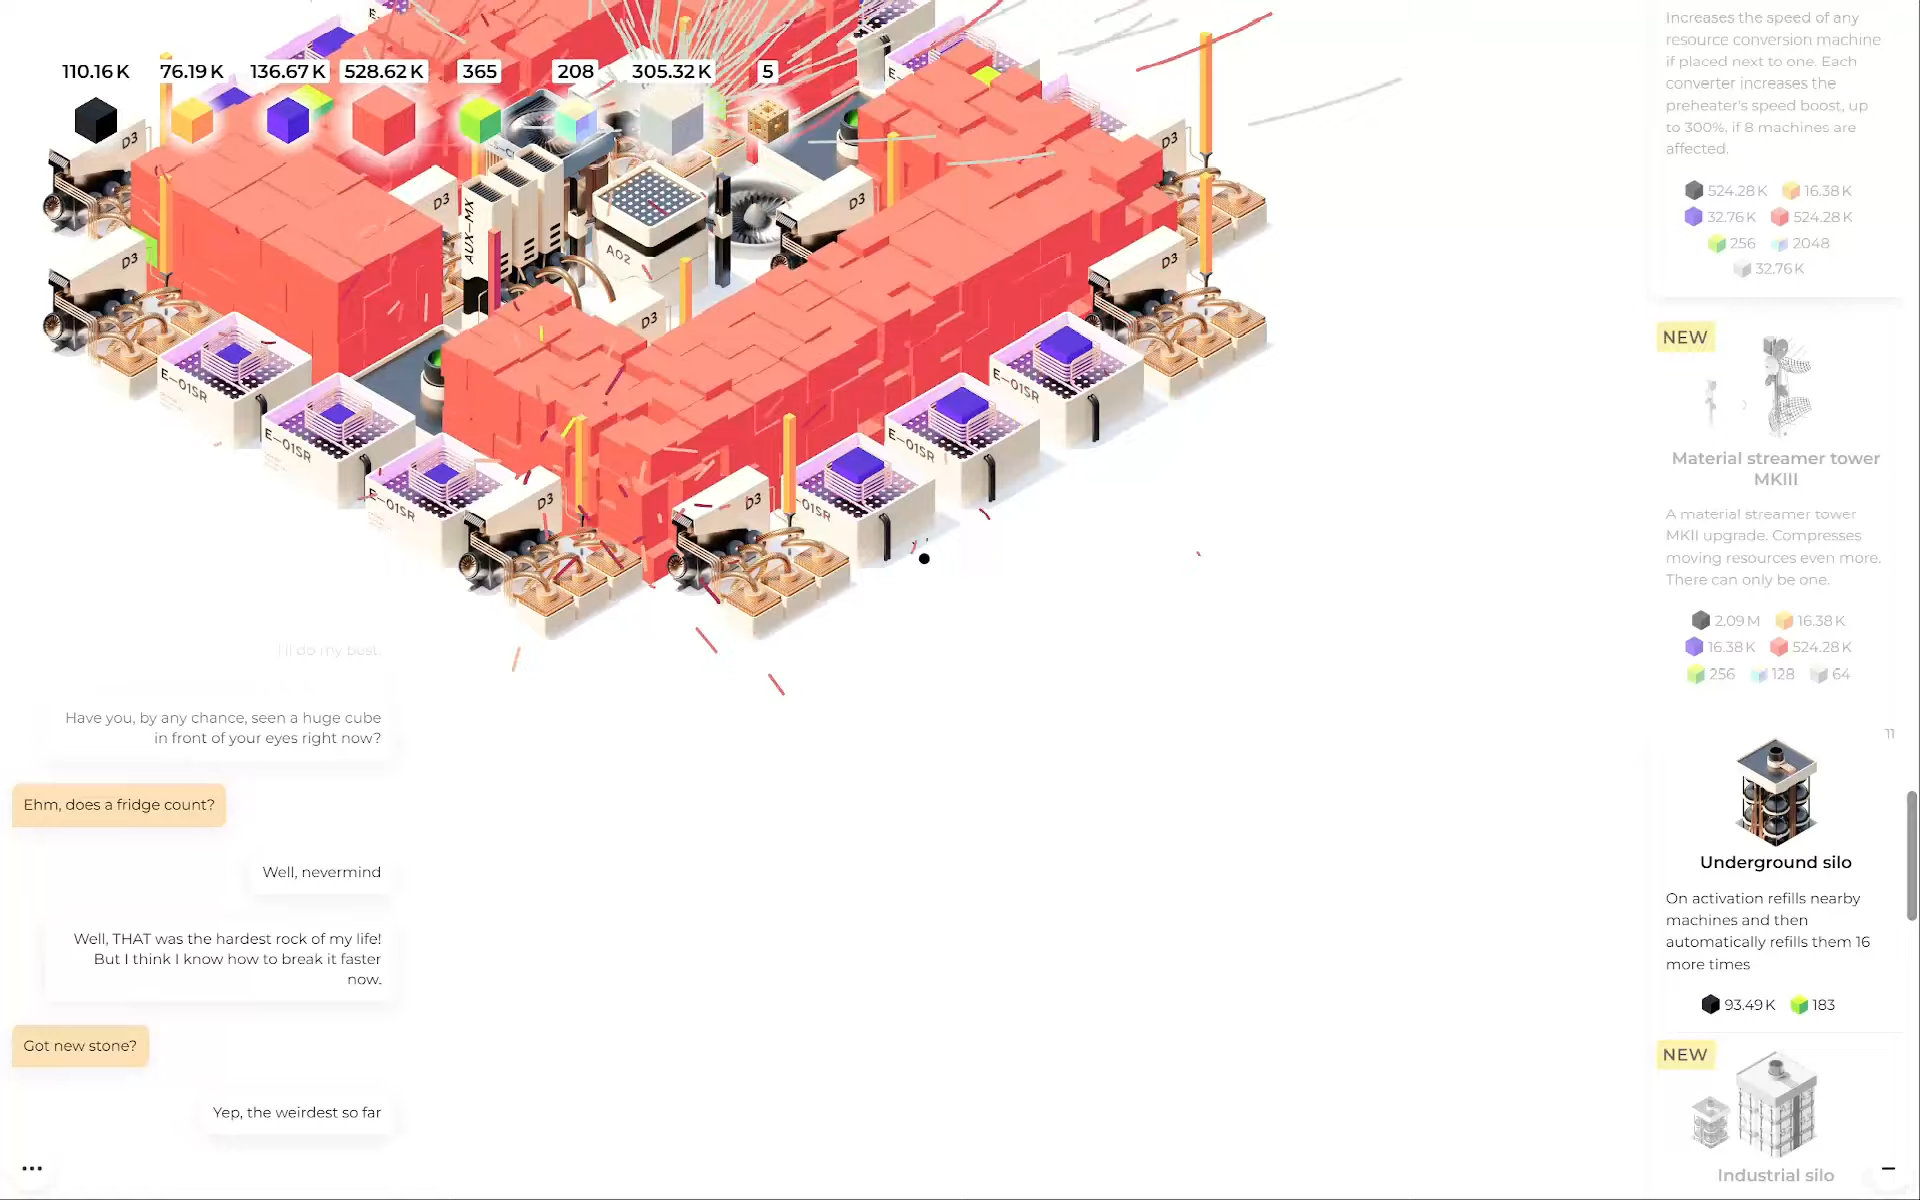 110.16 K
76.19 K
136.67 K
528.62 K
365
208
305.32 K
5
D3
D3
D3
D3
D3
D3
D3
D3
D3
AUX-MX
A02
E-01SR
E-01SR
E-01SR
E-01SR
E-01SR
01SR
I'll do my bust.
Have you, by any chance, seen a huge cube
in front of your eyes right now?
Ehm, does a fridge count?
Well, nevermind
Well, THAT was the hardest rock of my life!
But I think I know how to break it faster
now.
Got new stone?
Yep, the weirdest so far
Increases the speed of any
resource conversion machine
if placed next to one. Each
converter increases the
preheater's speed boost, up
to 300%, if 8 machines are
affected.
524.28 K 16.38 K
32.76 K 524.28 K
256 2048
32.76 K
NEW
Material streamer tower
MKIII
A material streamer tower
MKII upgrade. Compresses
moving resources even more.
There can only be one.
2.09 M 16.38 K
16.38 K 524.28 K
256 128 64
11
Underground silo
On activation refills nearby
machines and then
automatically refills them 16
more times
93.49 K 183
NEW
Industrial silo